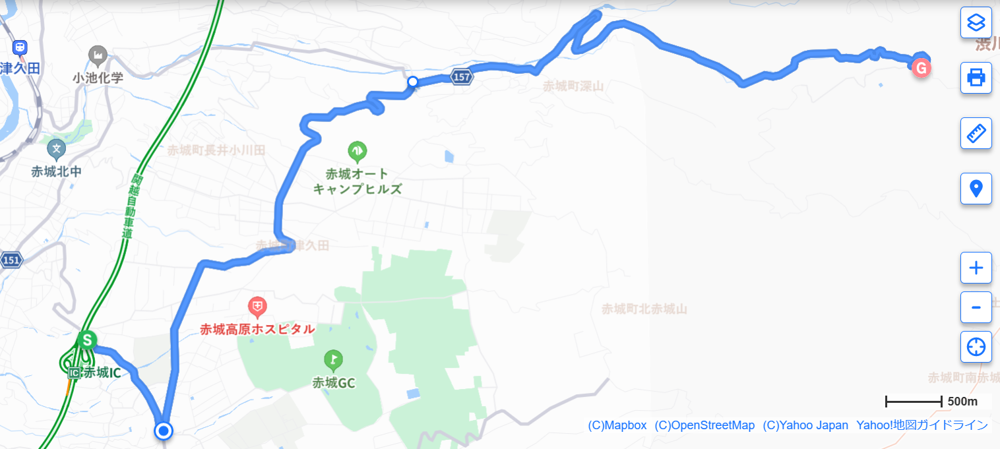 渋川
津久田
小池化学
157
赤城町深山
G
文
赤城北中
赤城町長井小川田
赤城オート
キャンプヒルズ
関越自動車道
151
津久田
赤城高原ホスピタル
赤城町北赤城山
S
IC
赤城IC
赤城GC
赤城町南赤城
500m
(C)Mapbox (C)OpenStreetMap (C)Yahoo Japan Yahoo!地図ガイドライン